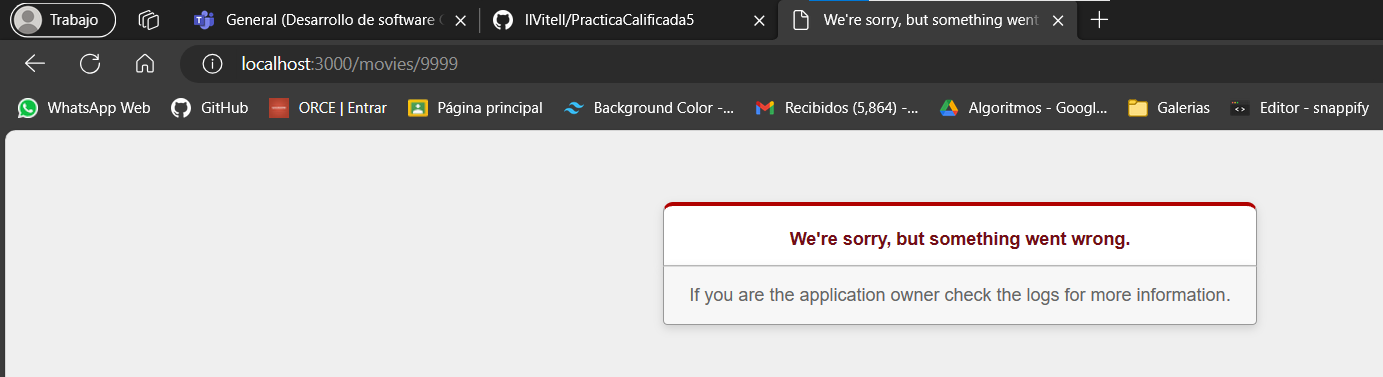 Trabajo
General (Desarrollo de software
IlVitell/PracticaCalificada5
We're sorry, but something went
localhost:3000/movies/9999
WhatsApp Web
GitHub
ORCE | Entrar
Página principal
Background Color -...
Recibidos (5,864) -...
Algoritmos - Googl...
Galerias
Editor - snappify
We're sorry, but something went wrong.
If you are the application owner check the logs for more information.